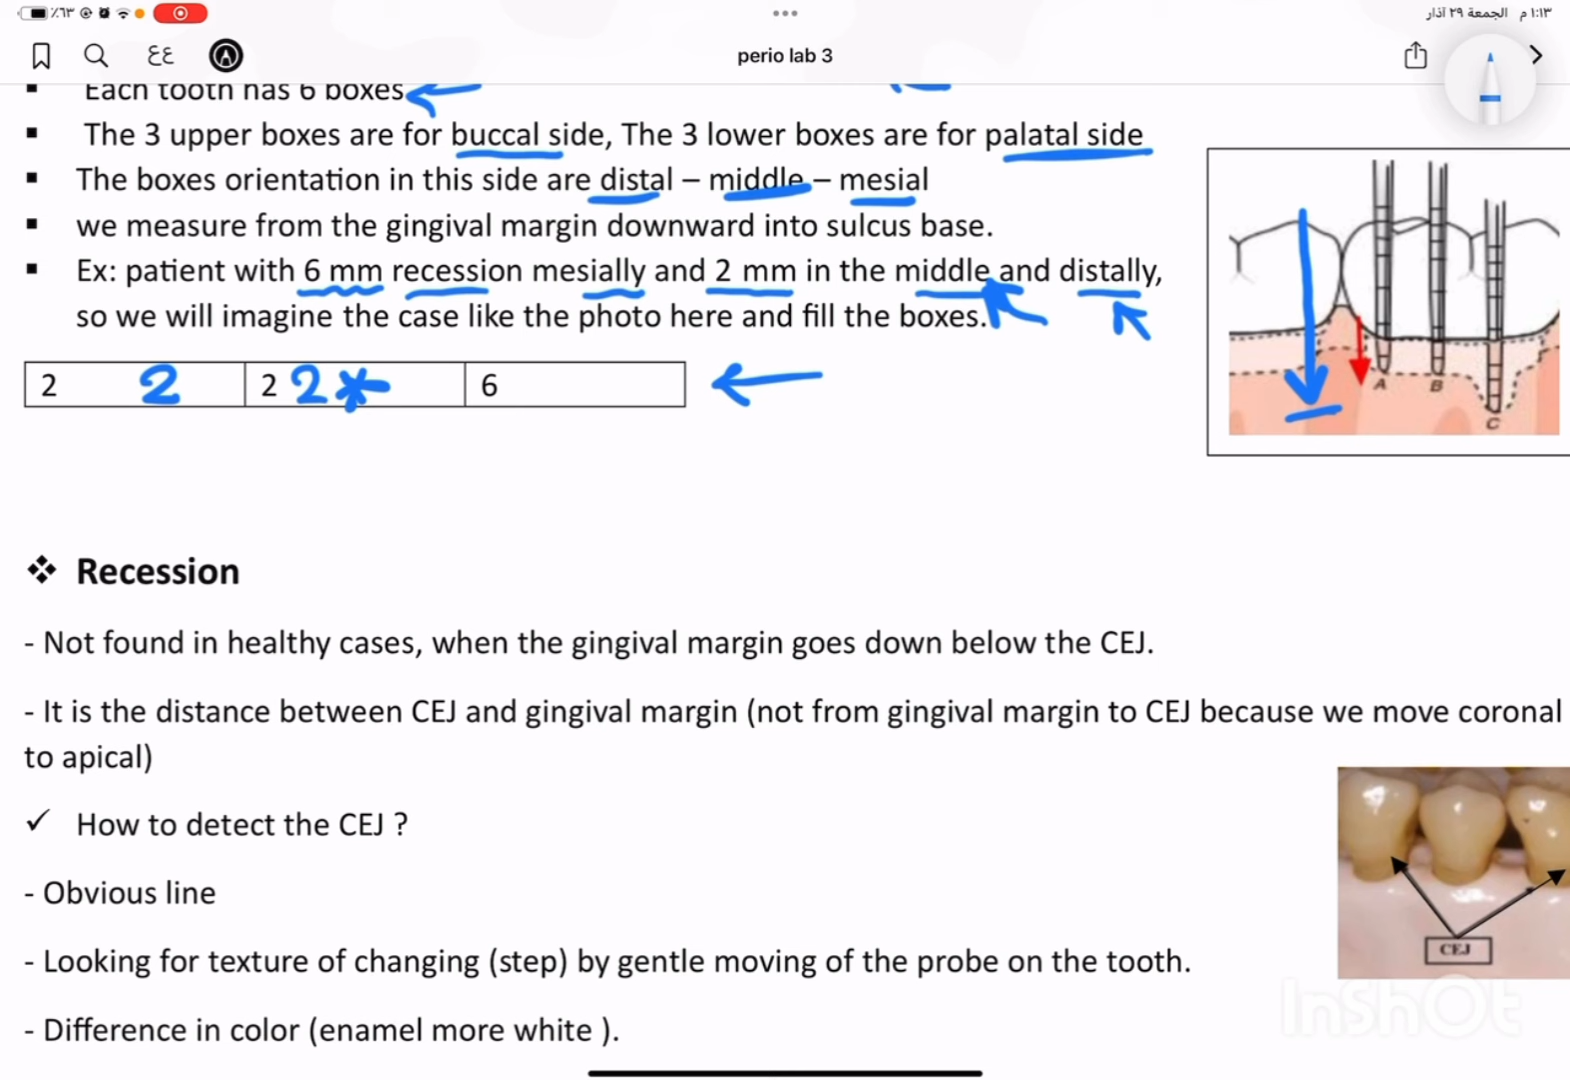 ٪٦٣
١:١٣ م الجمعة ٢٩ آذار
perio lab 3
Each tooth has 6 boxes
The 3 upper boxes are for buccal side, The 3 lower boxes are for palatal side
The boxes orientation in this side are distal – middle – mesial
we measure from the gingival margin downward into sulcus base.
Ex: patient with 6 mm recession mesially and 2 mm in the middle and distally,
so we will imagine the case like the photo here and fill the boxes.
2 2 2 2* 6
A B
C
❖ Recession
- Not found in healthy cases, when the gingival margin goes down below the CEJ.
- It is the distance between CEJ and gingival margin (not from gingival margin to CEJ because we move coronal
to apical)
✓ How to detect the CEJ ?
- Obvious line
- Looking for texture of changing (step) by gentle moving of the probe on the tooth.
CEJ
- Difference in color (enamel more white ).
InShOt